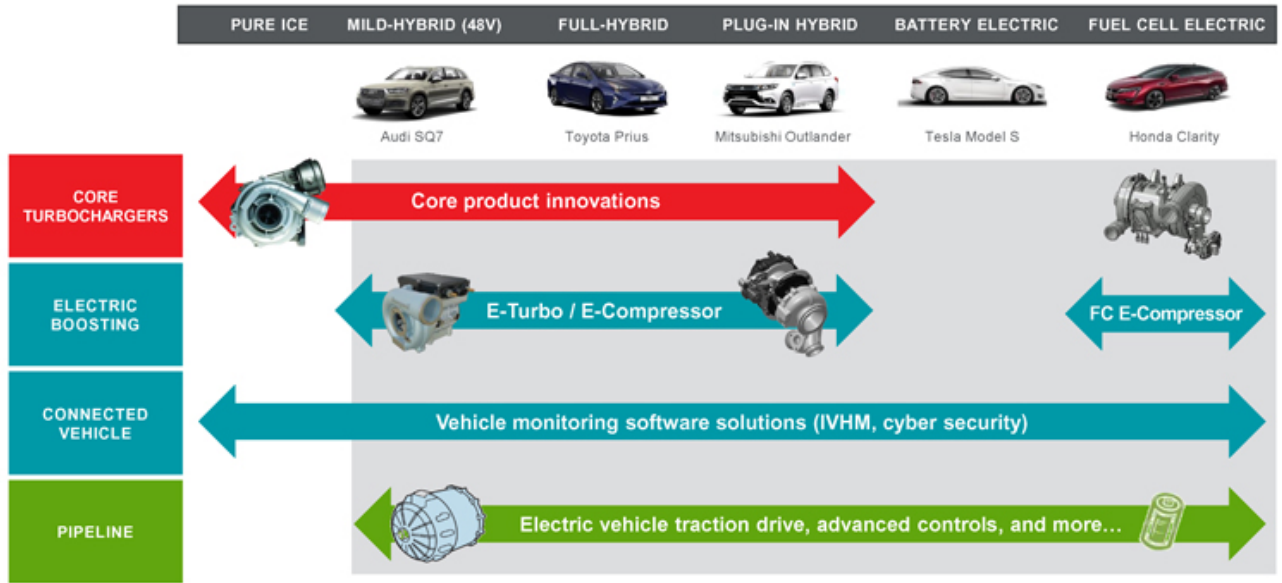 PURE ICE MILD-HYBRID (48V) FULL-HYBRID PLUG-IN HYBRID BATTERY ELECTRIC FUEL CELL ELECTRIC
Audi SQ7 Toyota Prius Mitsubishi Outlander Tesla Model S Honda Clarity
CORE
TURBOCHARGERS
Core product innovations
ELECTRIC
BOOSTING
E-Turbo / E-Compressor
FC E-Compressor
CONNECTED
VEHICLE
Vehicle monitoring software solutions (IVHM, cyber security)
PIPELINE
Electric vehicle traction drive, advanced controls, and more…